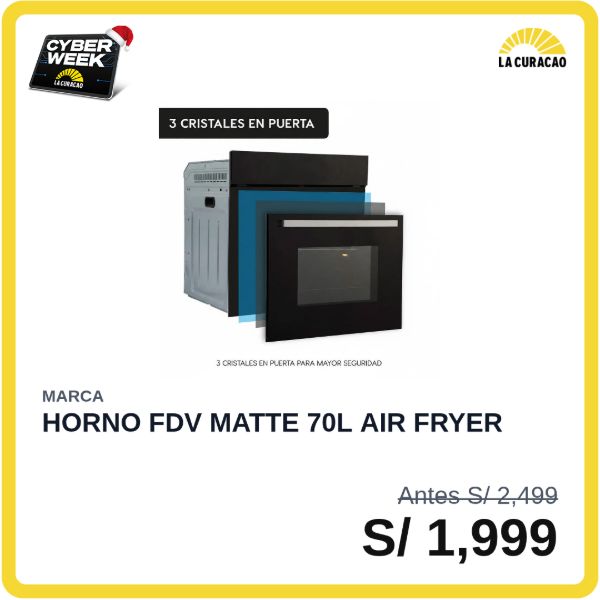 CYBER
WEEK
LA CURACAO
LA CURACAO
3 CRISTALES EN PUERTA
3 CRISTALES EN PUERTA PARA MAYOR SEGURIDAD
MARCA
HORNO FDV MATTE 70L AIR FRYER
Antes S/ 2,499
S/ 1,999